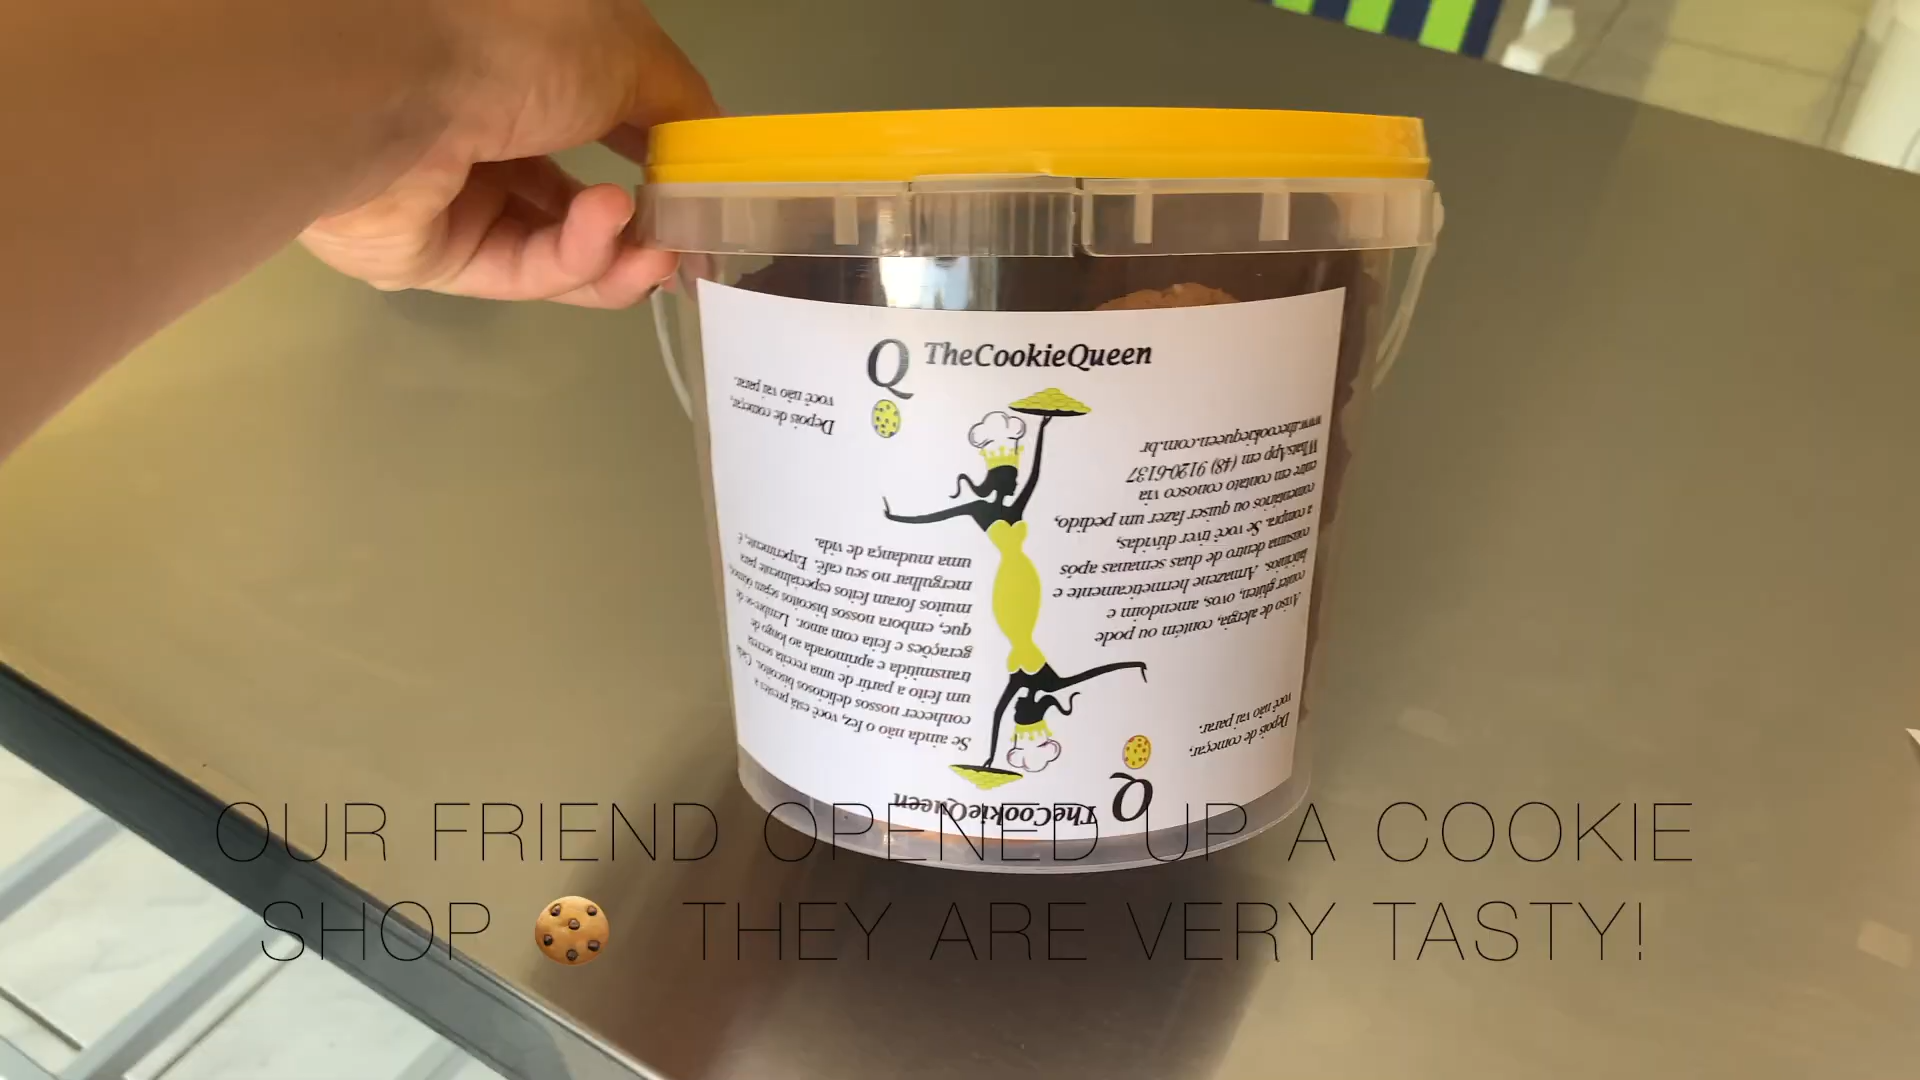 Q TheCookieQueen
Depois de começar,
você não vai parar.
Se ainda não o fez, você está prestes a
conhecer nossos deliciosos biscoitos. Cada
um feito a partir de uma receita secreta
transmitida e aprimorada ao longo de
gerações e feita com amor. Lembre-se de
que, embora nossos biscoitos sejam ótimos,
muitos foram feitos especialmente para
mergulhar no seu café. Experimente, é
uma mudança de vida.
Aviso de alergia, contém ou pode
conter glúten, ovos, amendoim e
laticínios. Armazene hermeticamente e
consuma dentro de duas semanas após
a compra. Se você tiver dúvidas,
comentários ou quiser fazer um pedido,
entre em contato conosco via
WhatsApp em (48) 9120-6137
www.thecookiequeen.com.br
Depois de começar,
você não vai parar.
Q TheCookieQueen
OUR FRIEND OPENED UP A COOKIE
SHOP 🍪 THEY ARE VERY TASTY!